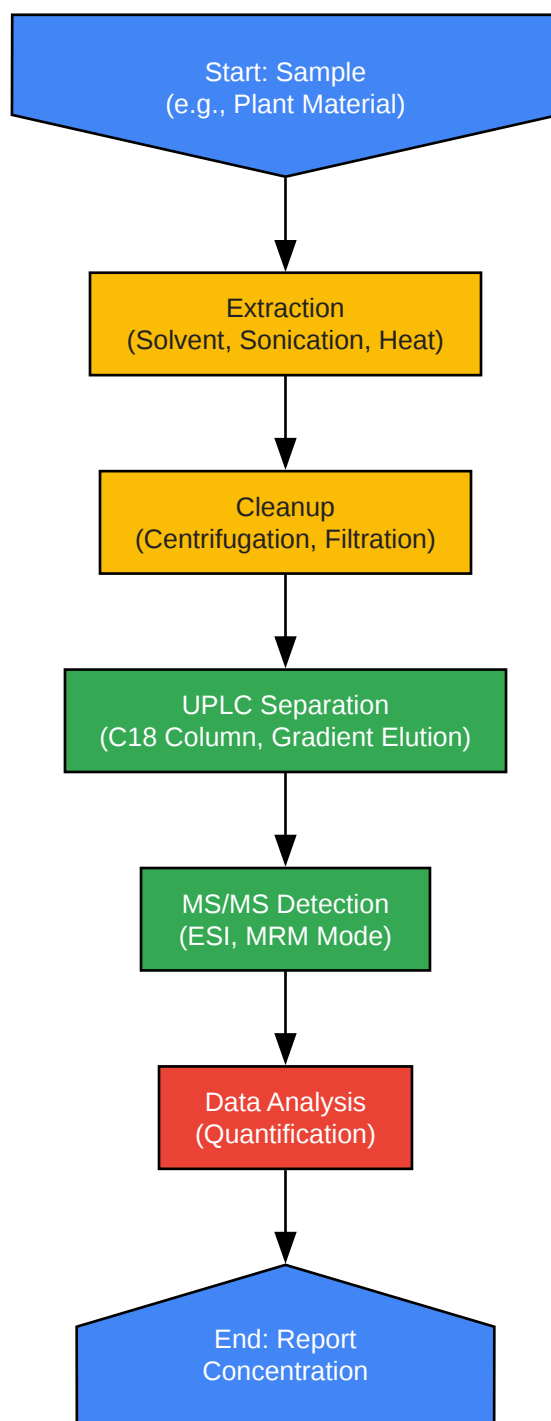 Start: Sample
(e.g., Plant Material)
Extraction
(Solvent, Sonication, Heat)
Cleanup
(Centrifugation, Filtration)
UPLC Separation
(C18 Column, Gradient Elution)
MS/MS Detection
(ESI, MRM Mode)
Data Analysis
(Quantification)
End: Report
Concentration